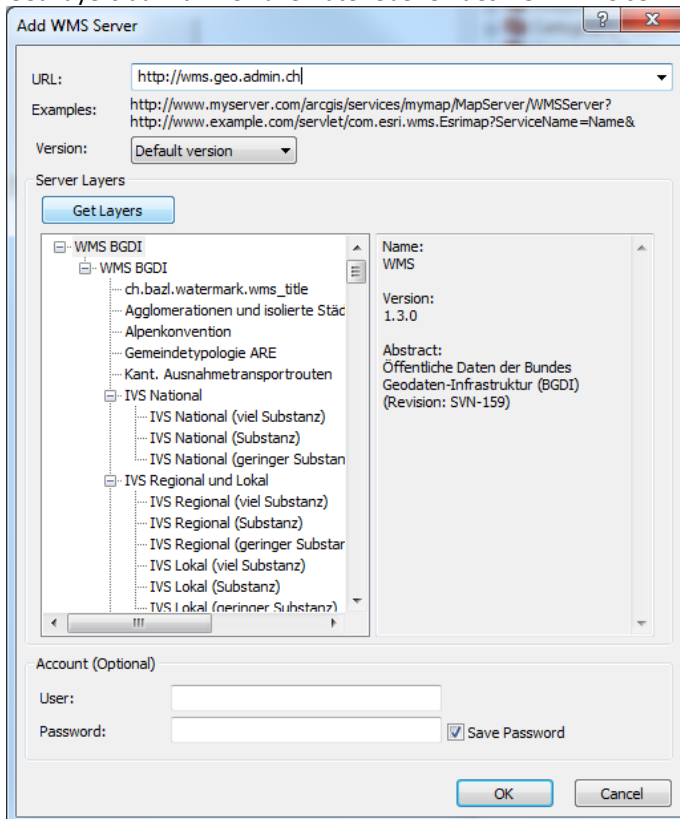 Add WMS Server
URL: http://wms.geo.admin.ch
Examples: http://www.myserver.com/arcgis/services/mymap/MapServer/WMSServer?
http://www.example.com/servlet/com.esri.wms.Esrimap?ServiceName=Name&
Version: Default version
Server Layers
Get Layers
WMS BGDI
WMS BGDI
ch.bazl.watermark.wms_title
Agglomerationen und isolierte Städ
Alpenkonvention
Gemeindetypologie ARE
Kant. Ausnahmetransportrouten
IVS National
IVS National (viel Substanz)
IVS National (Substanz)
IVS National (geringer Substan
IVS Regional und Lokal
IVS Regional (viel Substanz)
IVS Regional (Substanz)
IVS Regional (geringer Substar
IVS Lokal (viel Substanz)
IVS Lokal (Substanz)
IVS Lokal (geringer Substanz)
Name:
WMS
Version:
1.3.0
Abstract:
Öffentliche Daten der Bundes
Geodaten-Infrastruktur (BGDI)
(Revision: SVN-159)
Account (Optional)
User:
Password:
Save Password
OK Cancel